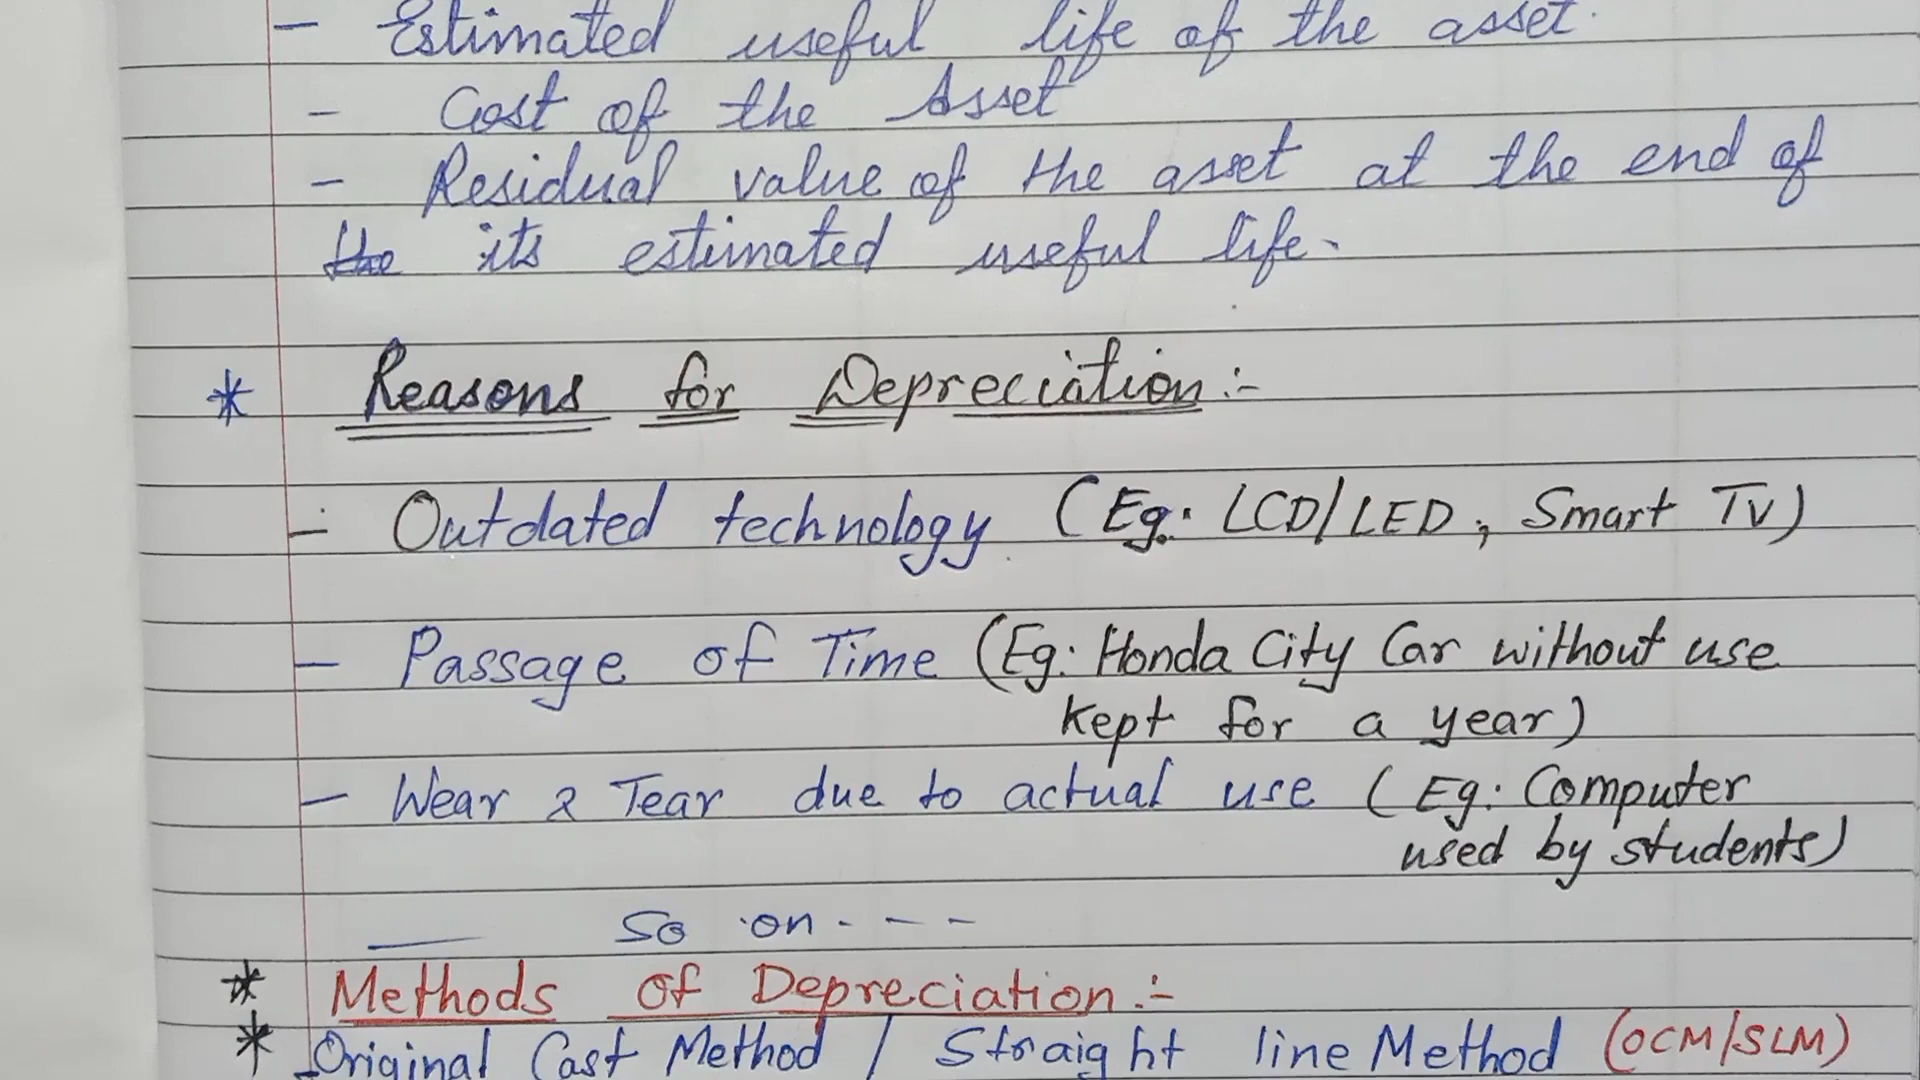 - Estimated useful life of the asset.
- Cost of the Asset
- Residual value of the asset at the end of
the its estimated useful life.
* Reasons for Depreciation:-
- Outdated technology (Eg: LCD/LED, Smart TV)
- Passage of Time (Eg: Honda City Car without use
kept for a year)
- Wear & Tear due to actual use (Eg: Computer
used by students)
— So on - - -
* Methods of Depreciation:-
* Original Cast Method / Straight line Method (OCM/SLM)